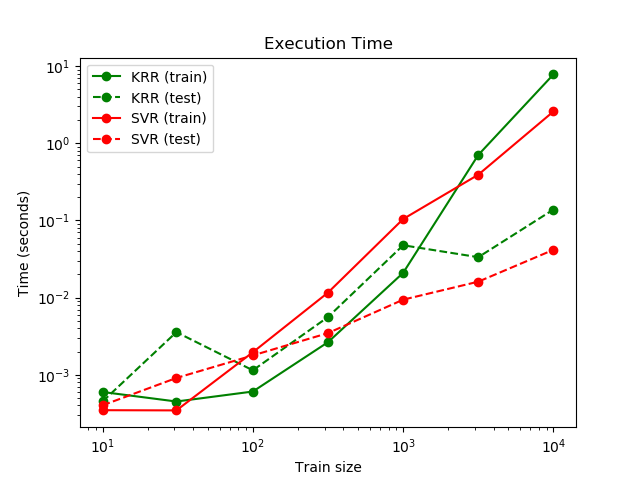 Execution Time
KRR (train)
KRR (test)
SVR (train)
SVR (test)
Time (seconds)
10¹
10⁰
10⁻¹
10⁻²
10⁻³
10¹ 10² 10³ 10⁴
Train size